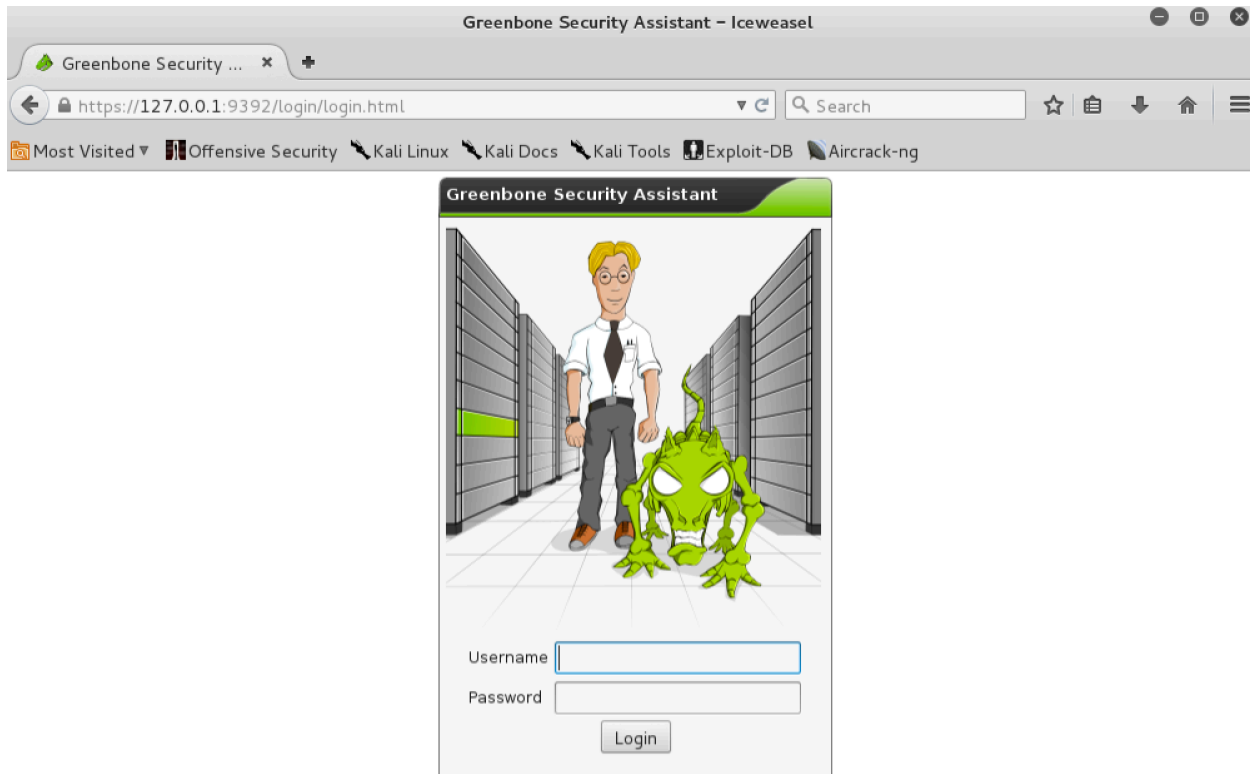 Greenbone Security Assistant – Iceweasel
Greenbone Security ...
https://127.0.0.1:9392/login/login.html
Search
Most Visited Offensive Security Kali Linux Kali Docs Kali Tools Exploit-DB Aircrack-ng
Greenbone Security Assistant
Username
Password
Login